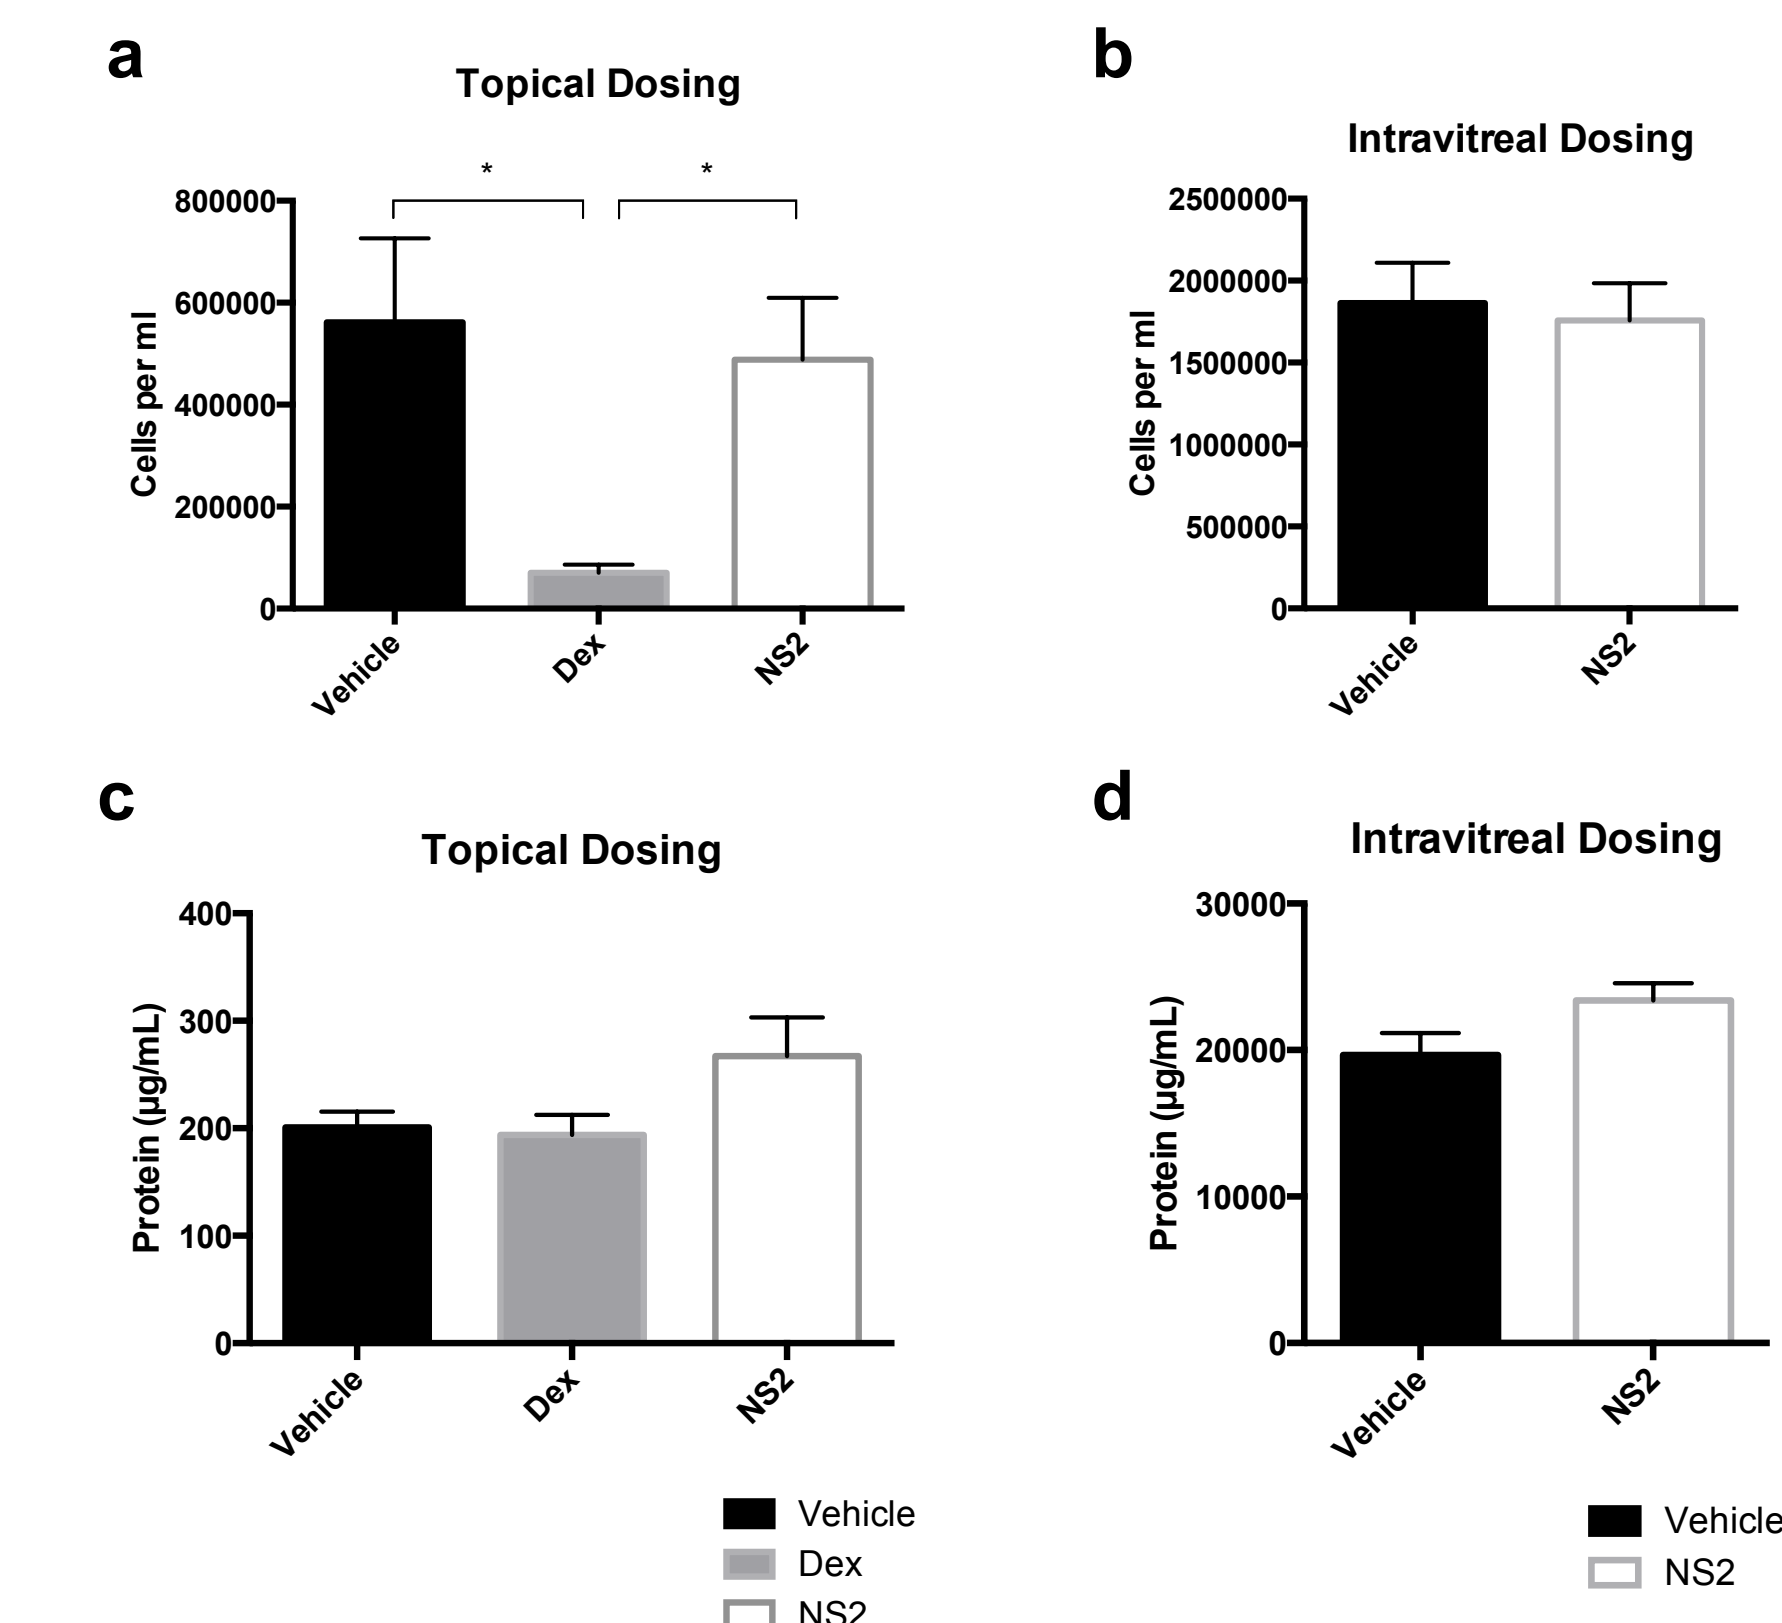 a
Topical Dosing
* *
800000
600000
400000
200000
0
Cells per ml
Vehicle
Dex
NS2
b
Intravitreal Dosing
2500000
2000000
1500000
1000000
500000
0
Cells per ml
Vehicle
NS2
c
Topical Dosing
400
300
200
100
0
Protein (µg/mL)
Vehicle
Dex
NS2
Vehicle
Dex
NS2
d
Intravitreal Dosing
30000
20000
10000
0
Protein (µg/mL)
Vehicle
NS2
Vehicle
NS2